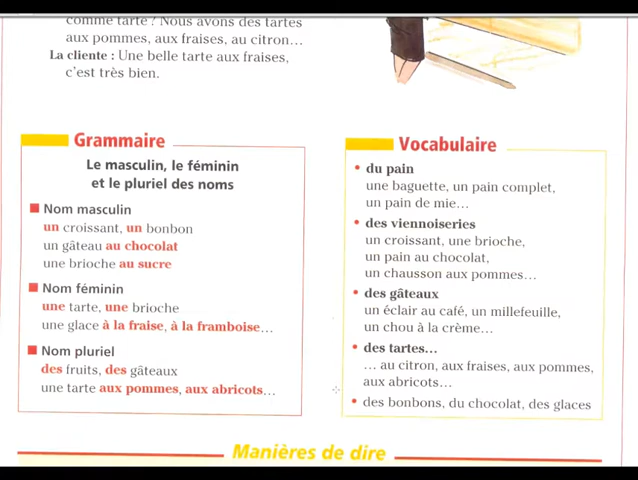 comme tarte ? Nous avons des tartes
aux pommes, aux fraises, au citron...
La cliente : Une belle tarte aux fraises,
c'est très bien.
Grammaire
Le masculin, le féminin
et le pluriel des noms
Nom masculin
un croissant, un bonbon
un gâteau au chocolat
une brioche au sucre
Nom féminin
une tarte, une brioche
une glace à la fraise, à la framboise...
Nom pluriel
des fruits, des gâteaux
une tarte aux pommes, aux abricots...
Vocabulaire
• du pain
une baguette, un pain complet,
un pain de mie...
• des viennoiseries
un croissant, une brioche,
un pain au chocolat,
un chausson aux pommes...
• des gâteaux
un éclair au café, un millefeuille,
un chou à la crème...
• des tartes...
... au citron, aux fraises, aux pommes,
aux abricots...
• des bonbons, du chocolat, des glaces
Manières de dire